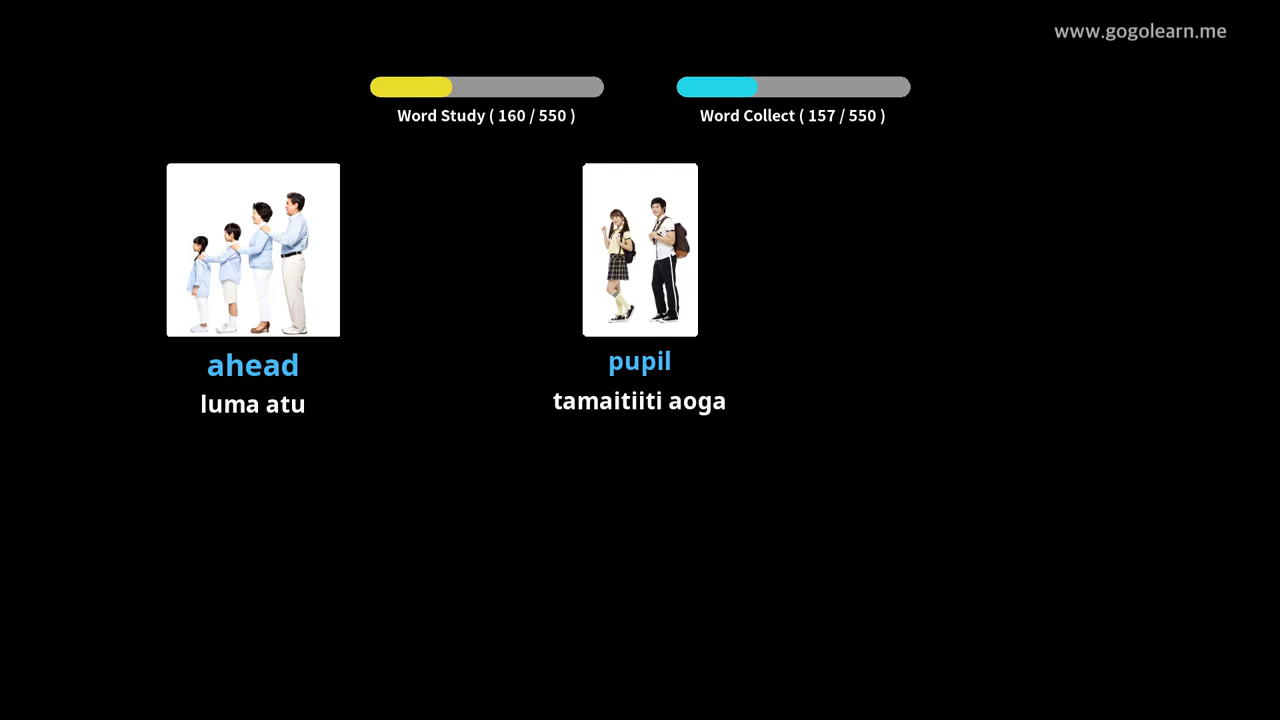 www.gogolearn.me
Word Study ( 160 / 550 )
Word Collect ( 157 / 550 )
ahead
luma atu
pupil
tamaitiiti aoga